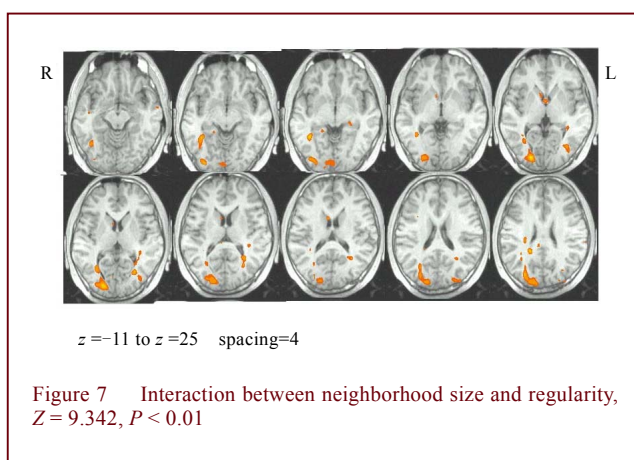 R
L
z =−11 to z =25 spacing=4
Figure 7 Interaction between neighborhood size and regularity,
Z = 9.342, P < 0.01